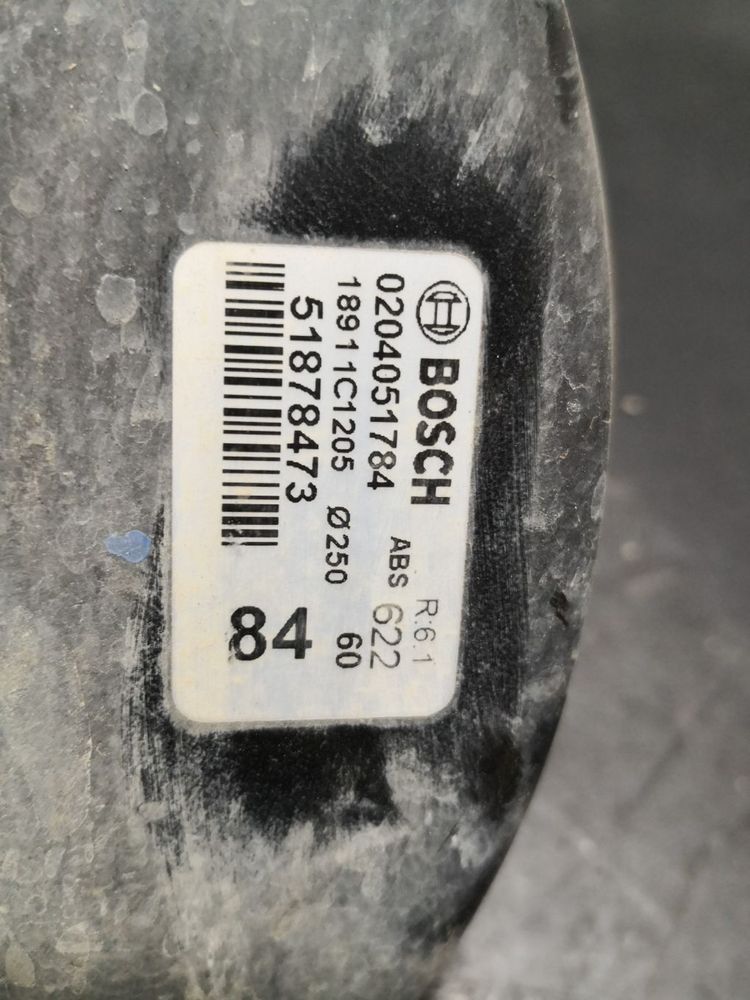 BOSCH R:6.1
0204051784 ABS 622
18911C1205 Ø250 60
51878473
84